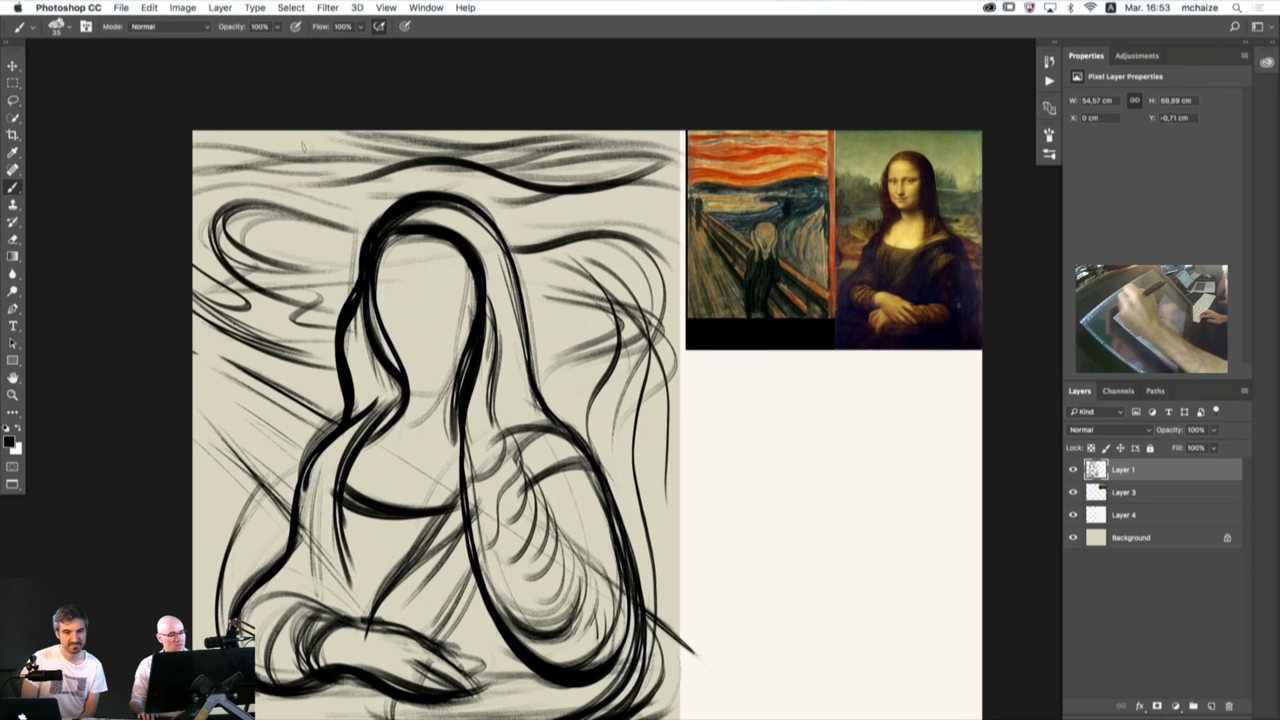 Photoshop CC File Edit Image Layer Type Select Filter 3D View Window Help Mar. 16:53 mchaize
35 Mode: Normal Opacity: 100% Flow: 100%
Properties Adjustments
Pixel Layer Properties
W: 54,57 cm H: 69,89 cm
X: 0 cm Y: -0,71 cm
Layers Channels Paths
Kind
Normal Opacity: 100%
Lock: Fill: 100%
Layer 1
Layer 3
Layer 4
Background